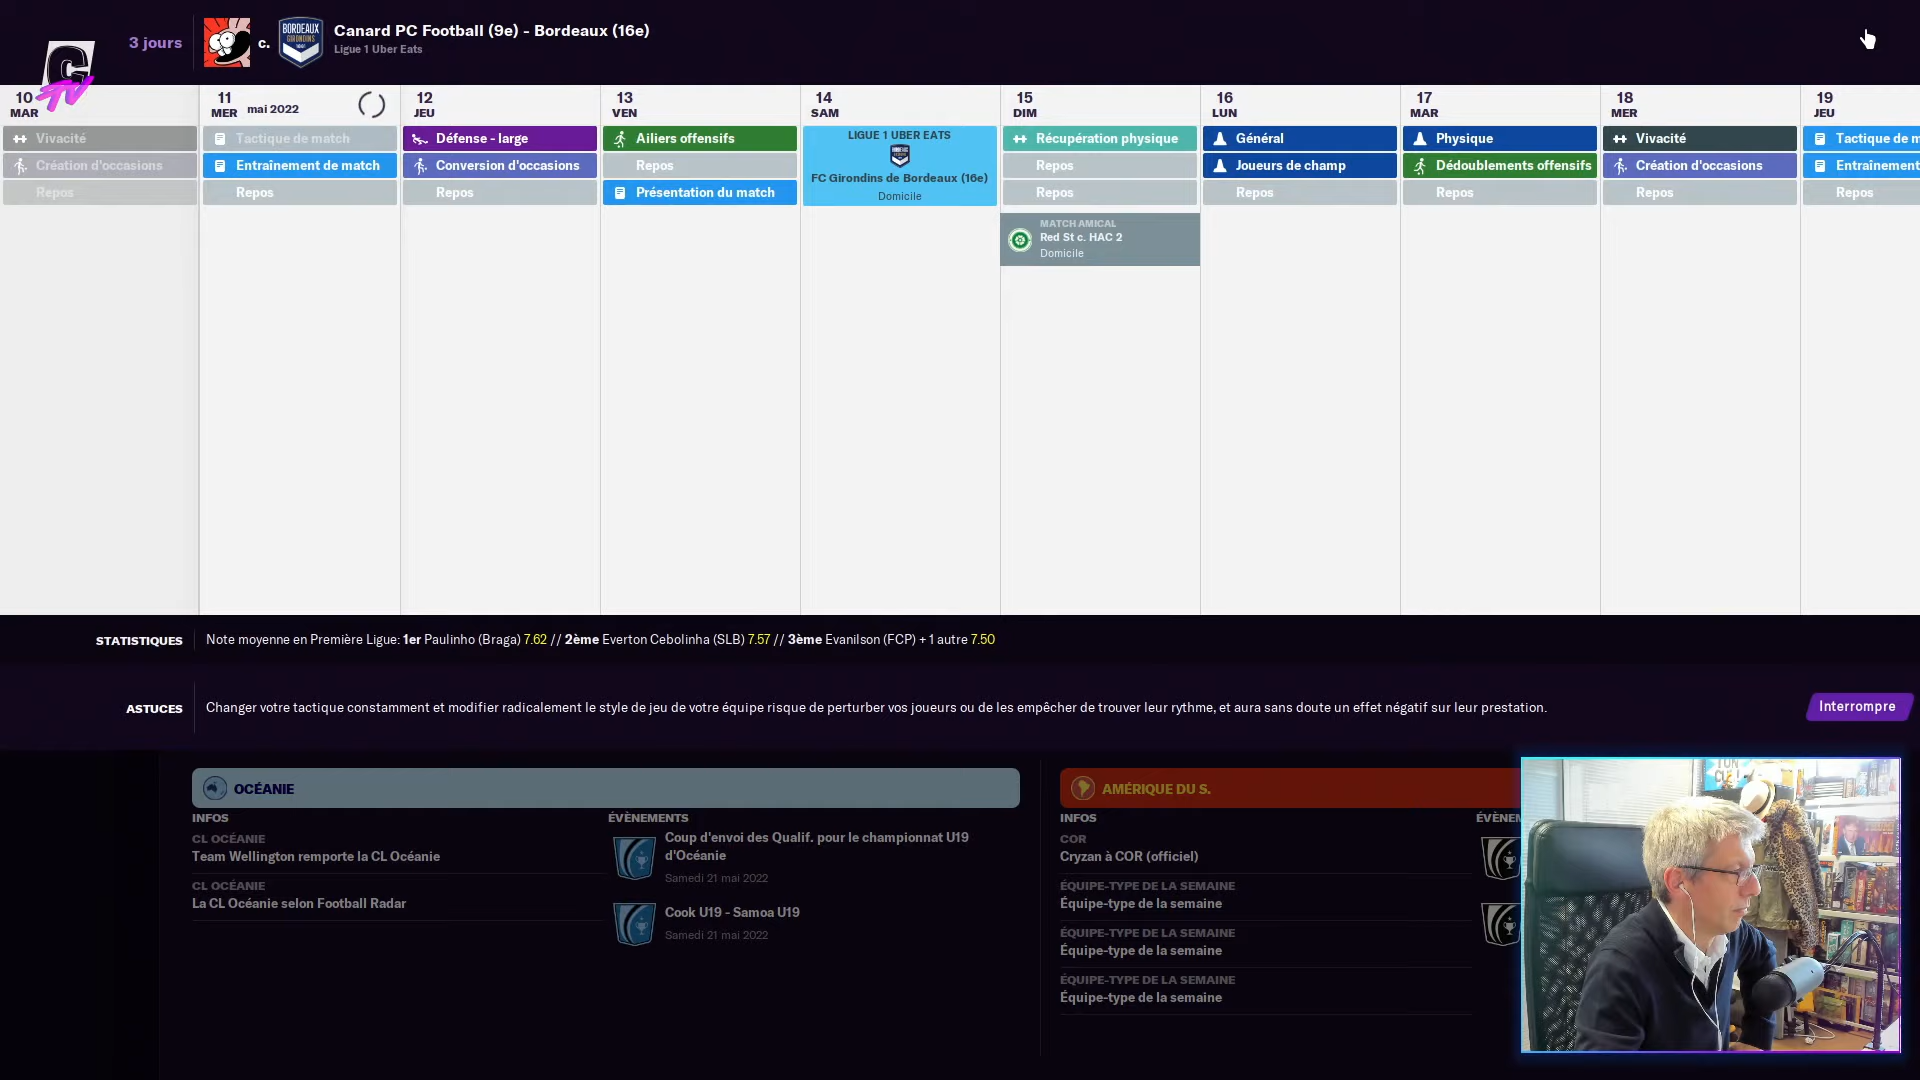 3 jours
c.
BORDEAUX
GIRONDINS
Canard PC Football (9e) - Bordeaux (16e)
Ligue 1 Uber Eats
C
TV
10
MAR
Vivacité
Création d'occasions
Repos
11
MER mai 2022
Tactique de match
Entraînement de match
Repos
12
JEU
Défense - large
Conversion d'occasions
Repos
13
VEN
Ailiers offensifs
Repos
Présentation du match
14
SAM
LIGUE 1 UBER EATS
FC Girondins de Bordeaux (16e)
Domicile
15
DIM
Récupération physique
Repos
Repos
MATCH AMICAL
Red St c. HAC 2
Domicile
16
LUN
Général
Joueurs de champ
Repos
17
MAR
Physique
Dédoublements offensifs
Repos
18
MER
Vivacité
Création d'occasions
Repos
19
JEU
Tactique de m
Entraînement
Repos
STATISTIQUES
Note moyenne en Première Ligue: 1er Paulinho (Braga) 7.62 // 2ème Everton Cebolinha (SLB) 7.57 // 3ème Evanilson (FCP) + 1 autre 7.50
ASTUCES
Changer votre tactique constamment et modifier radicalement le style de jeu de votre équipe risque de perturber vos joueurs ou de les empêcher de trouver leur rythme, et aura sans doute un effet négatif sur leur prestation.
Interrompre
OCÉANIE
INFOS
CL OCÉANIE
Team Wellington remporte la CL Océanie
CL OCÉANIE
La CL Océanie selon Football Radar
ÉVÈNEMENTS
Coup d'envoi des Qualif. pour le championnat U19
d'Océanie
Samedi 21 mai 2022
Cook U19 - Samoa U19
Samedi 21 mai 2022
AMÉRIQUE DU S.
INFOS
COR
Cryzan à COR (officiel)
ÉQUIPE-TYPE DE LA SEMAINE
Équipe-type de la semaine
ÉQUIPE-TYPE DE LA SEMAINE
Équipe-type de la semaine
ÉQUIPE-TYPE DE LA SEMAINE
Équipe-type de la semaine
ÉVÈNEM